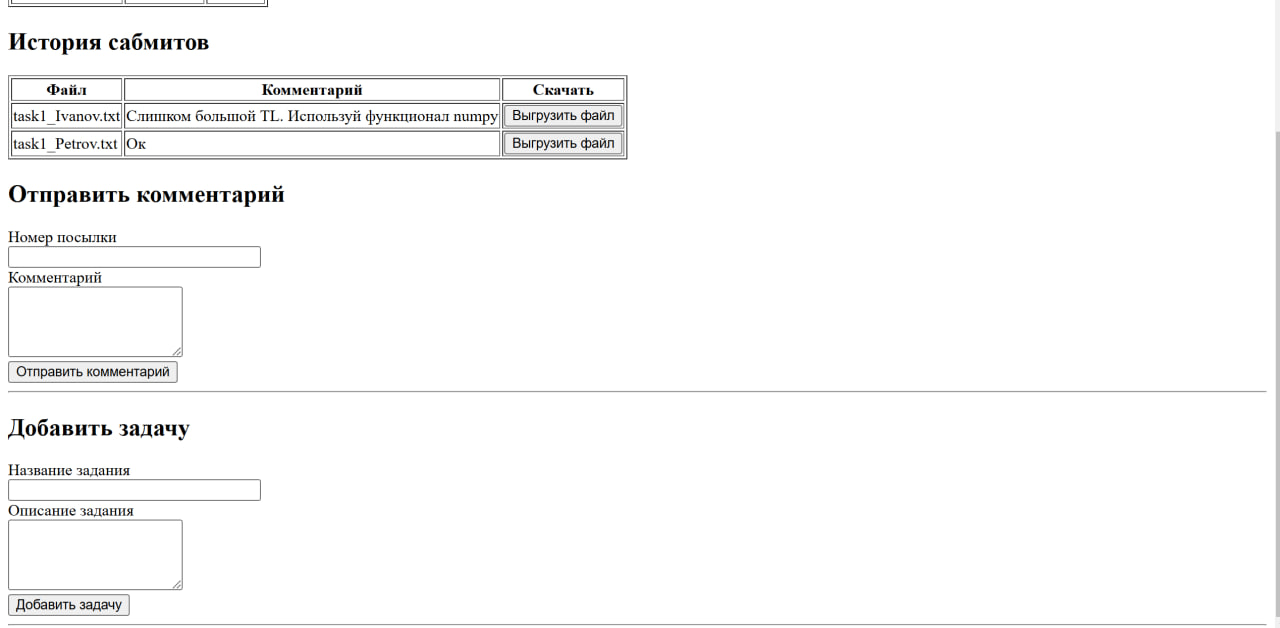 История сабмитов
Файл Комментарий Скачать
task1_Ivanov.txt Слишком большой TL. Используй функционал numpy Выгрузить файл
task1_Petrov.txt Ок Выгрузить файл
Отправить комментарий
Номер посылки
Комментарий
Отправить комментарий
Добавить задачу
Название задания
Описание задания
Добавить задачу